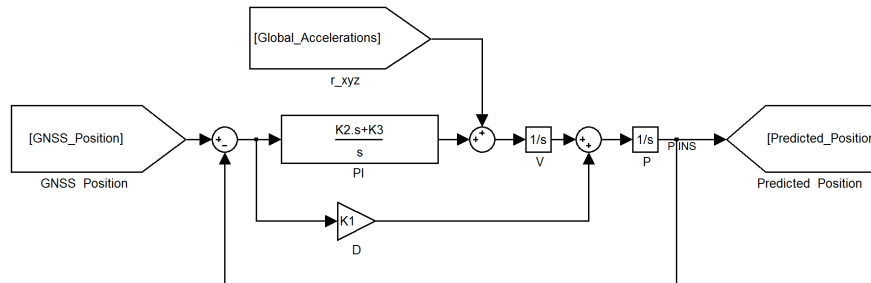 [Global_Accelerations]
r_xyz
[GNSS_Position]
GNSS Position
+
−
K2.s+K3
s
PI
+
+
1/s
V
+
+
1/s
P
P INS
[Predicted_Position
Predicted Position
K1
D